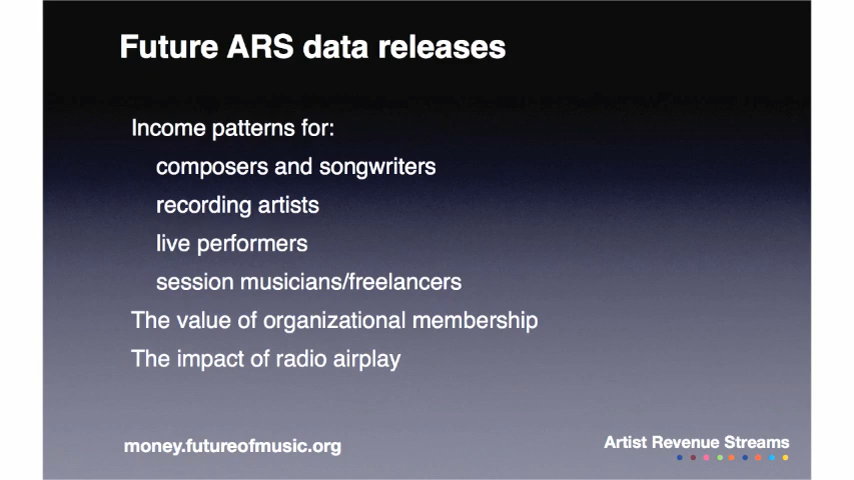 Future ARS data releases
Income patterns for:
composers and songwriters
recording artists
live performers
session musicians/freelancers
The value of organizational membership
The impact of radio airplay
money.futureofmusic.org
Artist Revenue Streams